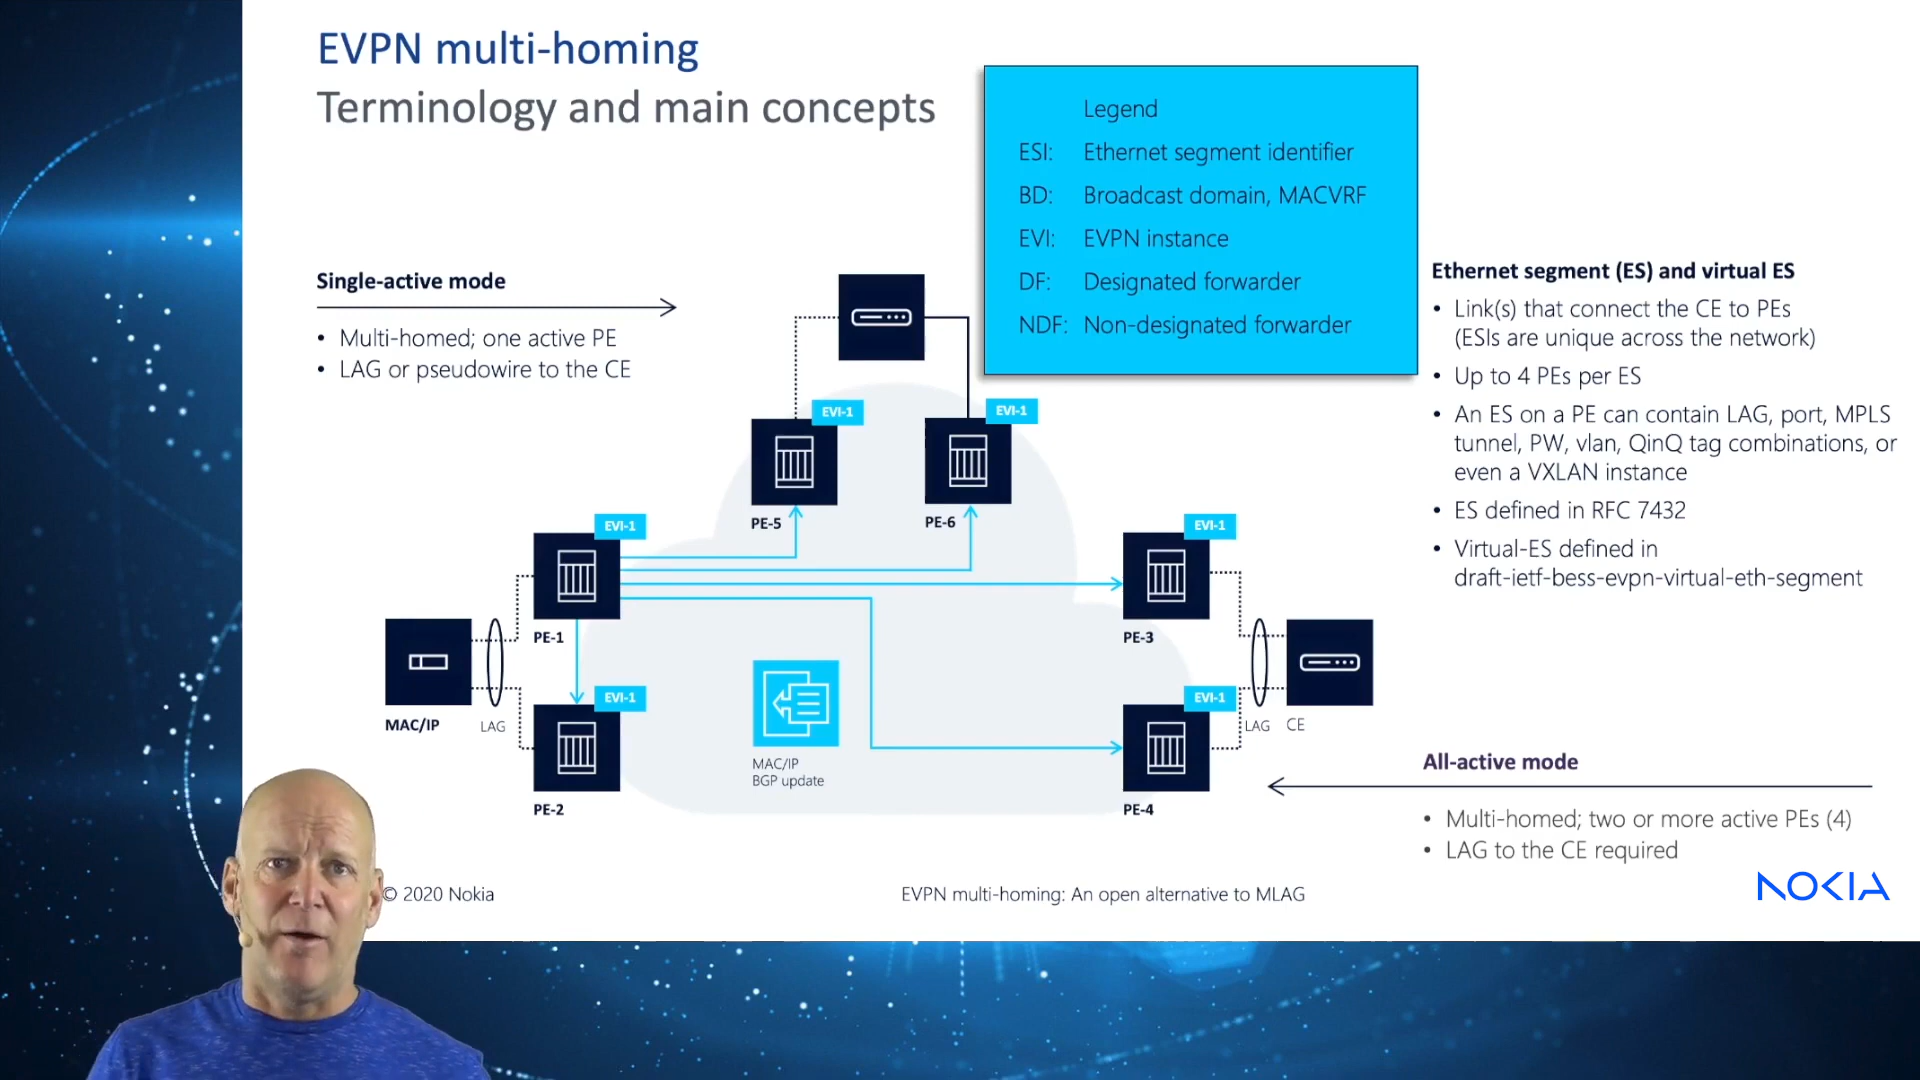 EVPN multi-homing
Terminology and main concepts
Legend
ESI: Ethernet segment identifier
BD: Broadcast domain, MACVRF
EVI: EVPN instance
DF: Designated forwarder
NDF: Non-designated forwarder
Single-active mode
• Multi-homed; one active PE
• LAG or pseudowire to the CE
Ethernet segment (ES) and virtual ES
• Link(s) that connect the CE to PEs
(ESIs are unique across the network)
• Up to 4 PEs per ES
• An ES on a PE can contain LAG, port, MPLS
tunnel, PW, vlan, QinQ tag combinations, or
even a VXLAN instance
• ES defined in RFC 7432
• Virtual-ES defined in
draft-ietf-bess-evpn-virtual-eth-segment
EVI-1
EVI-1
PE-5
PE-6
EVI-1
EVI-1
PE-1
PE-3
EVI-1
EVI-1
MAC/IP
LAG
LAG
CE
MAC/IP
BGP update
PE-2
PE-4
All-active mode
• Multi-homed; two or more active PEs (4)
• LAG to the CE required
© 2020 Nokia
EVPN multi-homing: An open alternative to MLAG
NOKIA